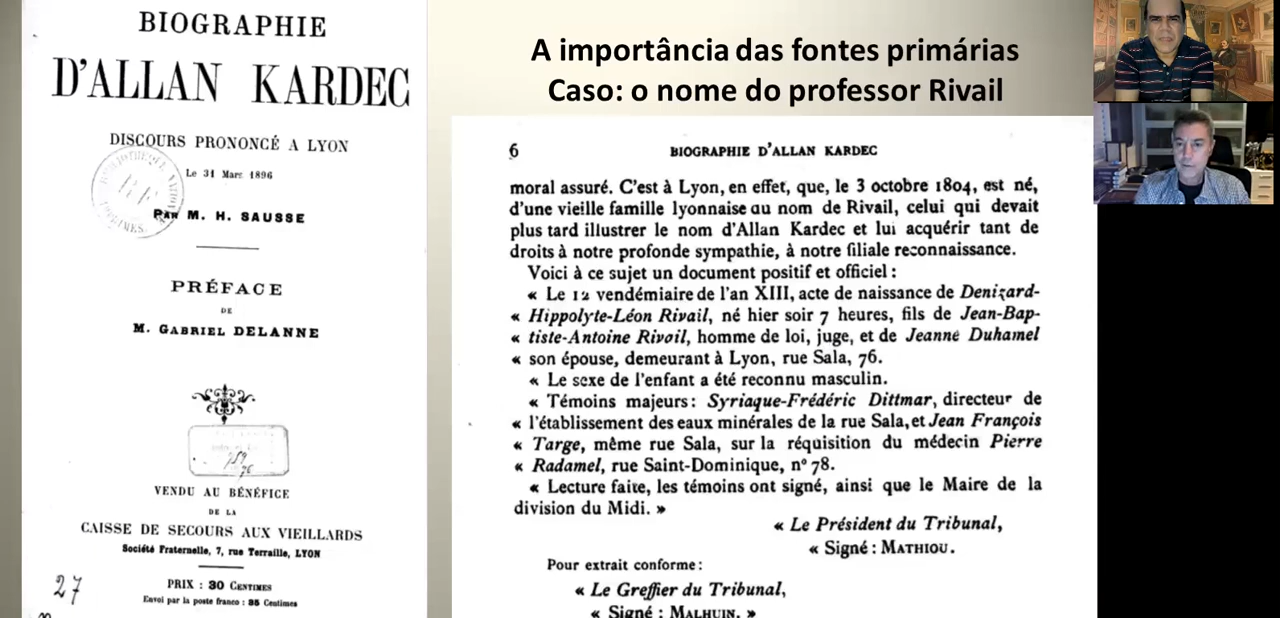 BIOGRAPHIE
D'ALLAN KARDEC
DISCOURS PRONONCÉ A LYON
Le 31 Mars 1896
PAR M. H. SAUSSE
PRÉFACE
DE
M. GABRIEL DELANNE
VENDU AU BÉNÉFICE
DE LA
CAISSE DE SECOURS AUX VIEILLARDS
Société Fraternelle, 7, rue Terraille, LYON
27
PRIX : 30 CENTIMES
Envoi par la poste franco : 35 Centimes
A importância das fontes primárias
Caso: o nome do professor Rivail
6 BIOGRAPHIE D'ALLAN KARDEC
moral assuré. C'est à Lyon, en effet, que, le 3 octobre 1804, est né,
d'une vieille famille lyonnaise au nom de Rivail, celui qui devait
plus tard illustrer le nom d'Allan Kardec et lui acquérir tant de
droits à notre profonde sympathie, à notre filiale reconnaissance.
Voici à ce sujet un document positif et officiel :
« Le 12 vendémiaire de l'an XIII, acte de naissance de Denizard-
« Hippolyte-Léon Rivail, né hier soir 7 heures, fils de Jean-Bap-
« tiste-Antoine Rivail, homme de loi, juge, et de Jeanne Duhamel
« son épouse, demeurant à Lyon, rue Sala, 76.
« Le sexe de l'enfant a été reconnu masculin.
« Témoins majeurs : Syriaque-Frédéric Dittmar, directeur de
« l'établissement des eaux minérales de la rue Sala, et Jean François
« Targe, même rue Sala, sur la réquisition du médecin Pierre
« Radamel, rue Saint-Dominique, n° 78.
« Lecture faite, les témoins ont signé, ainsi que le Maire de la
division du Midi. »
« Le Président du Tribunal,
« Signé : MATHIOU.
Pour extrait conforme :
« Le Greffier du Tribunal,
« Signé : MALHUIN. »